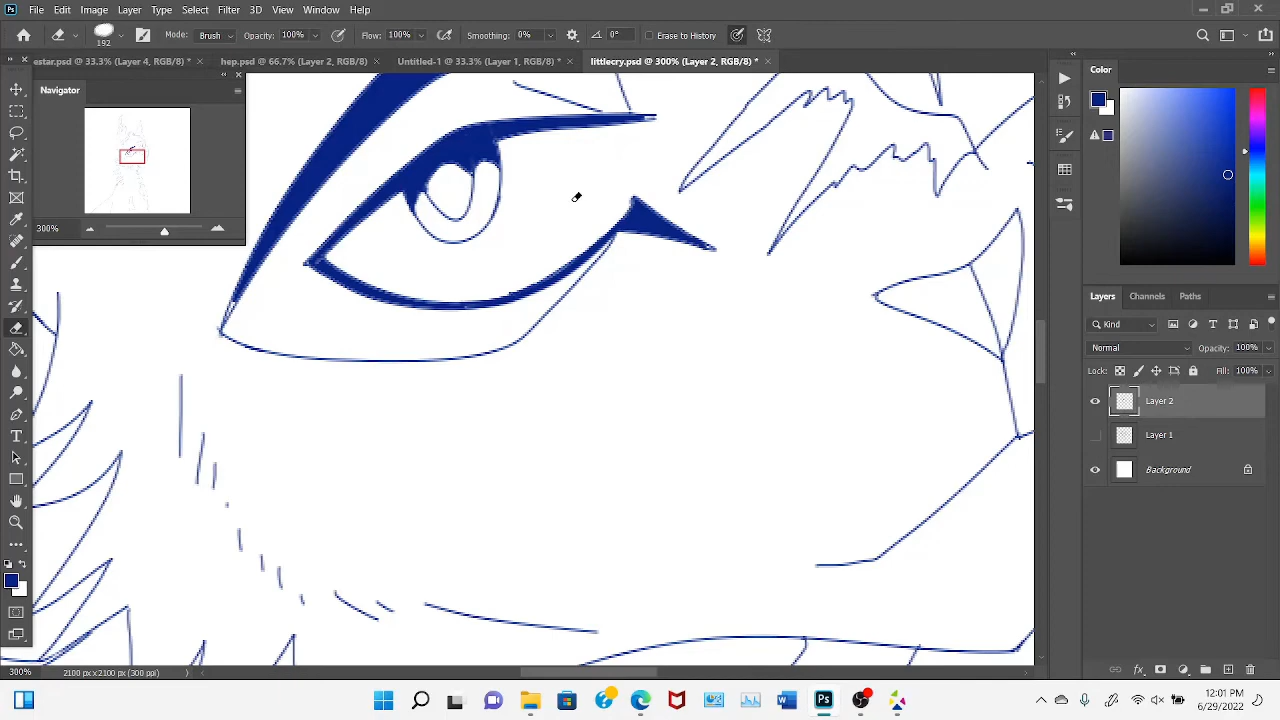 File Edit Image Layer Type Select Filter 3D View Window Help
192 Mode: Brush Opacity: 100% Flow: 100% Smoothing: 0% 0° Erase to History
estar.psd @ 33.3% (Layer 4, RGB/8) * × hep.psd @ 66.7% (Layer 2, RGB/8) × Untitled-1 @ 33.3% (Layer 1, RGB/8) * × littlecry.psd @ 300% (Layer 2, RGB/8) * ×
Navigator
300%
Color
Layers Channels Paths
Kind
Normal Opacity: 100%
Lock: Fill: 100%
Layer 2
Layer 1
Background
300% 2100 px x 2100 px (300 ppi)
12:01 PM
6/29/2022